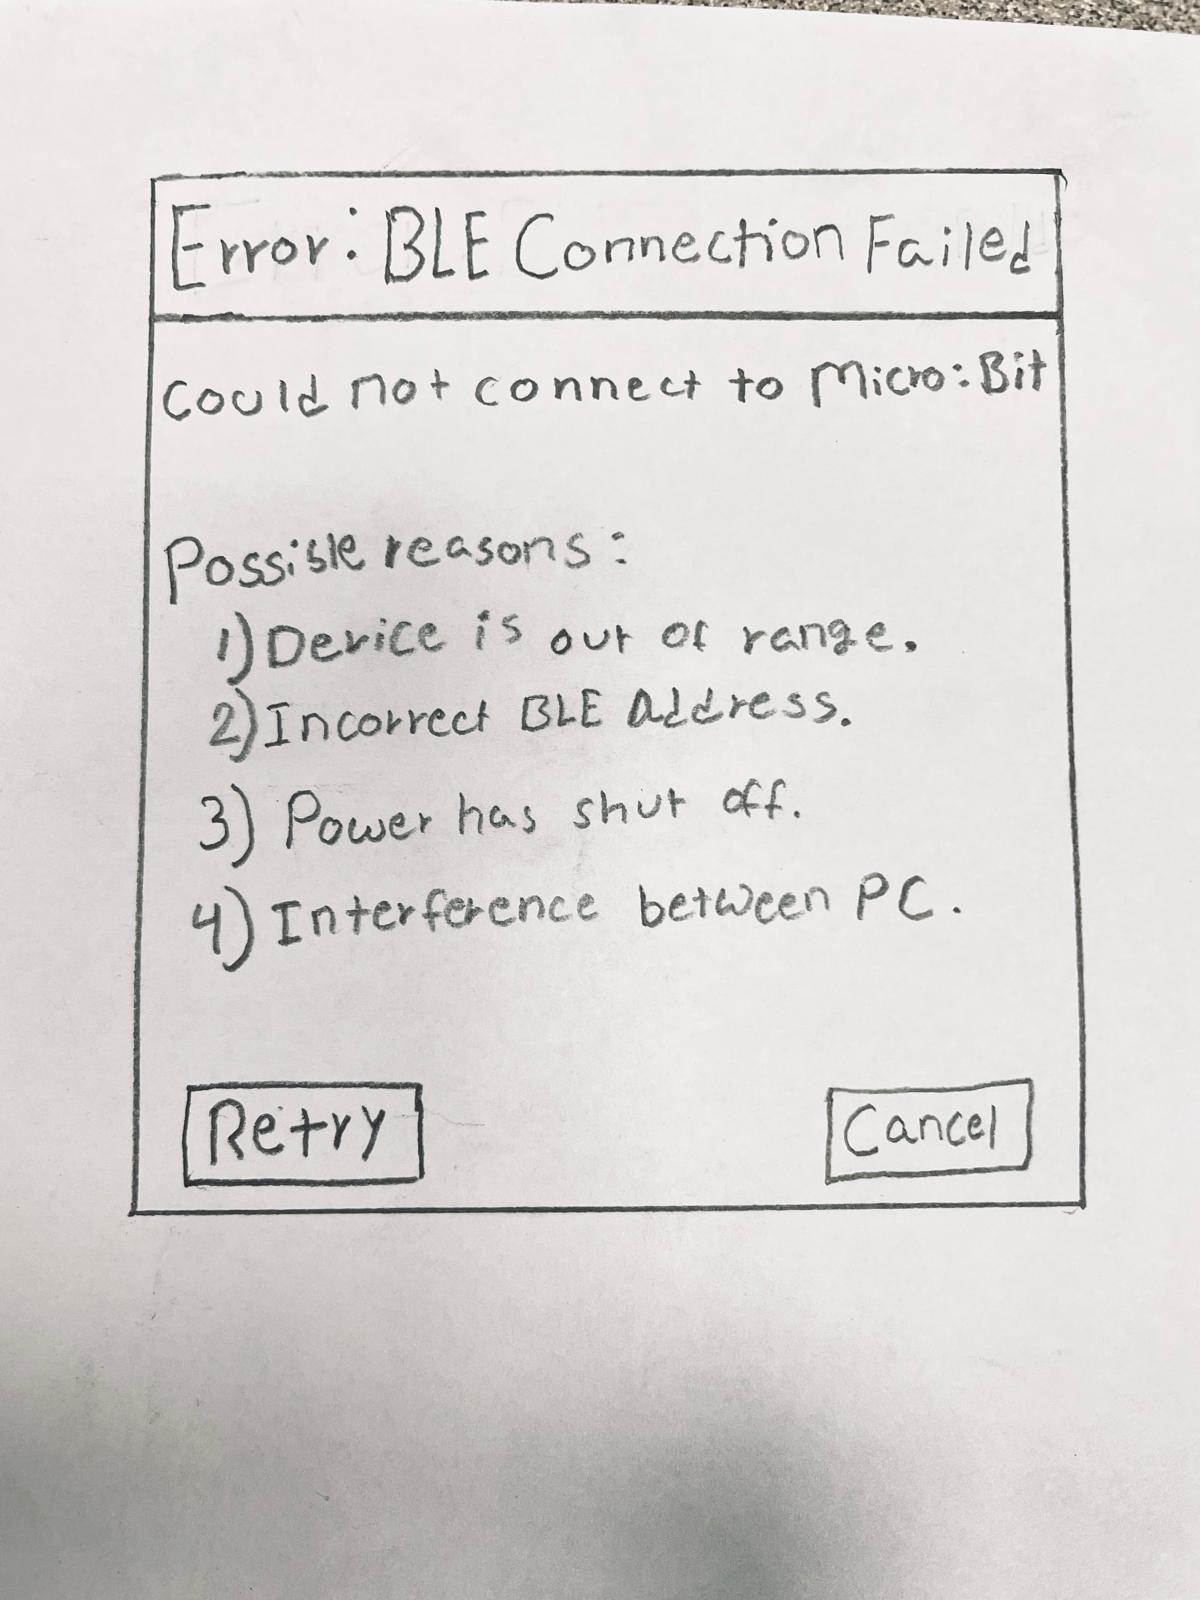 Error: BLE Connection Failed
Could not connect to Micro:Bit
Possible reasons:
1) Device is out of range.
2) Incorrect BLE Address.
3) Power has shut off.
4) Interference between PC.
Retry
Cancel